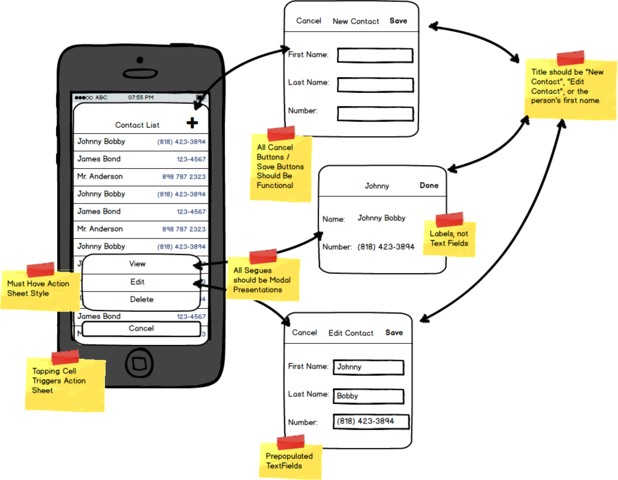 Cancel New Contact Save
First Name:
Last Name:
Number:
Title should be "New
Contact", "Edit
Contact", or the
person's first name.
ABC 07:55 PM
Contact List +
Johnny Bobby (818) 423-3894
James Bond 123-4567
Mr. Anderson 898 787 2323
Johnny Bobby (818) 423-3894
James Bond 123-4567
Mr. Anderson 898 787 2323
Johnny Bobby (818) 423-3894
View
Edit
Delete
James Bond 123-4567
Cancel
All Cancel
Buttons /
Save Buttons
Should Be
Functional
Johnny Done
Name: Johnny Bobby
Number: (818) 423-3894
Labels, not
Text Fields
All Segues
should be Modal
Presentations
Must Have Action
Sheet Style
Tapping Cell
Triggers Action
Sheet
Cancel Edit Contact Save
First Name: Johnny
Last Name: Bobby
Number: (818) 423-3894
Prepopulated
TextFields